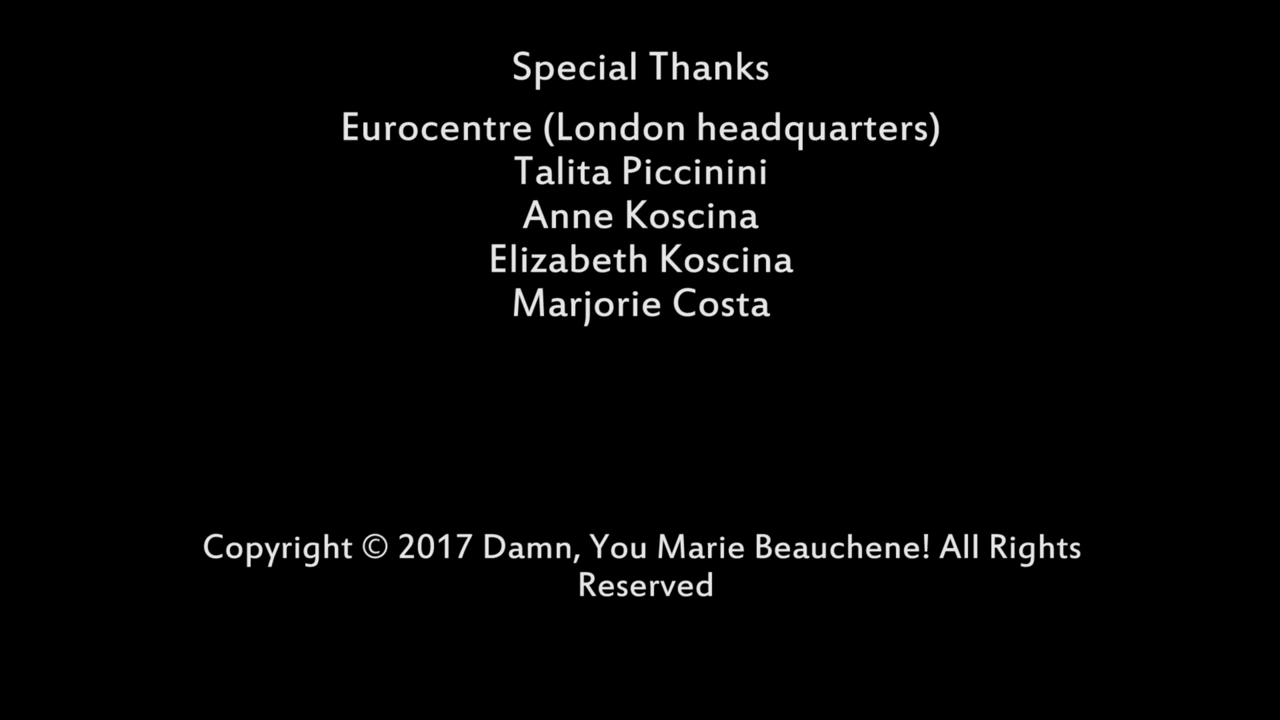 Special Thanks
Eurocentre (London headquarters)
Talita Piccinini
Anne Koscina
Elizabeth Koscina
Marjorie Costa
Copyright © 2017 Damn, You Marie Beauchene! All Rights
Reserved